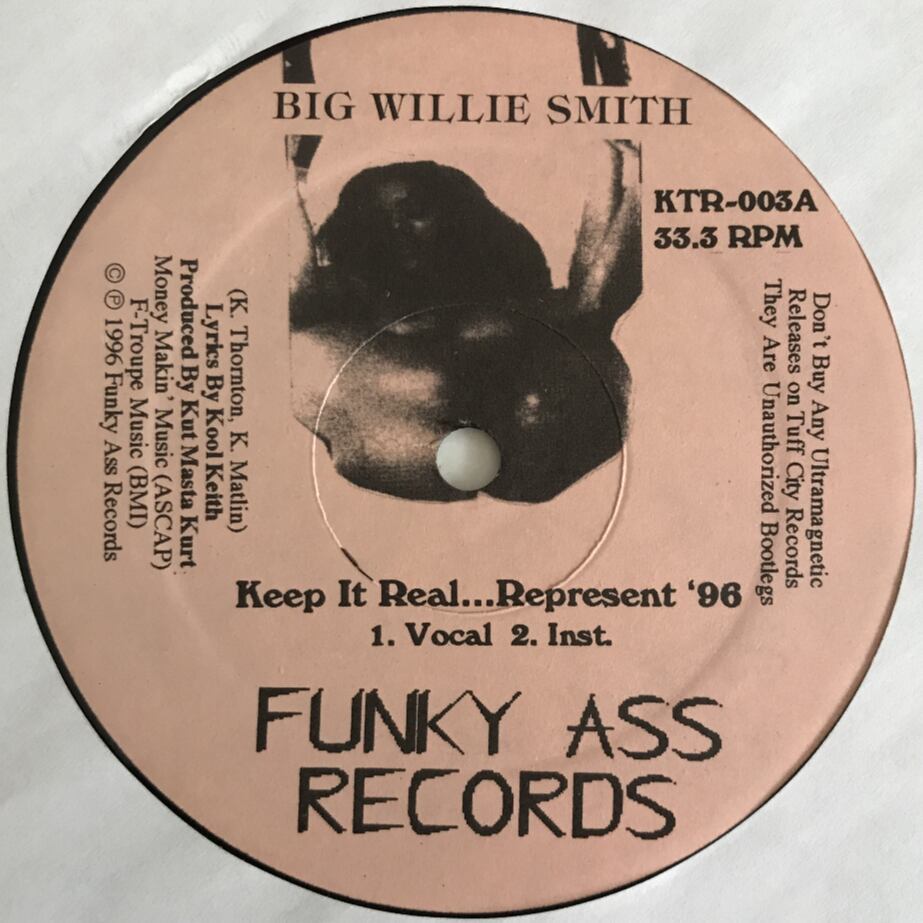 BIG WILLIE SMITH
KTR-003A
33.3 RPM
Don't Buy Any Ultramagnetic
Releases on Tuff City Records
They Are Unauthorized Bootlegs
(K. Thornton, K. Matlin)
Lyrics By Kool Keith
Produced By Kut Masta Kurt
Money Makin' Music (ASCAP)
F-Troupe Music (BMI)
© ℗ 1996 Funky Ass Records
Keep It Real...Represent '96
1. Vocal 2. Inst.
FUNKY ASS
RECORDS